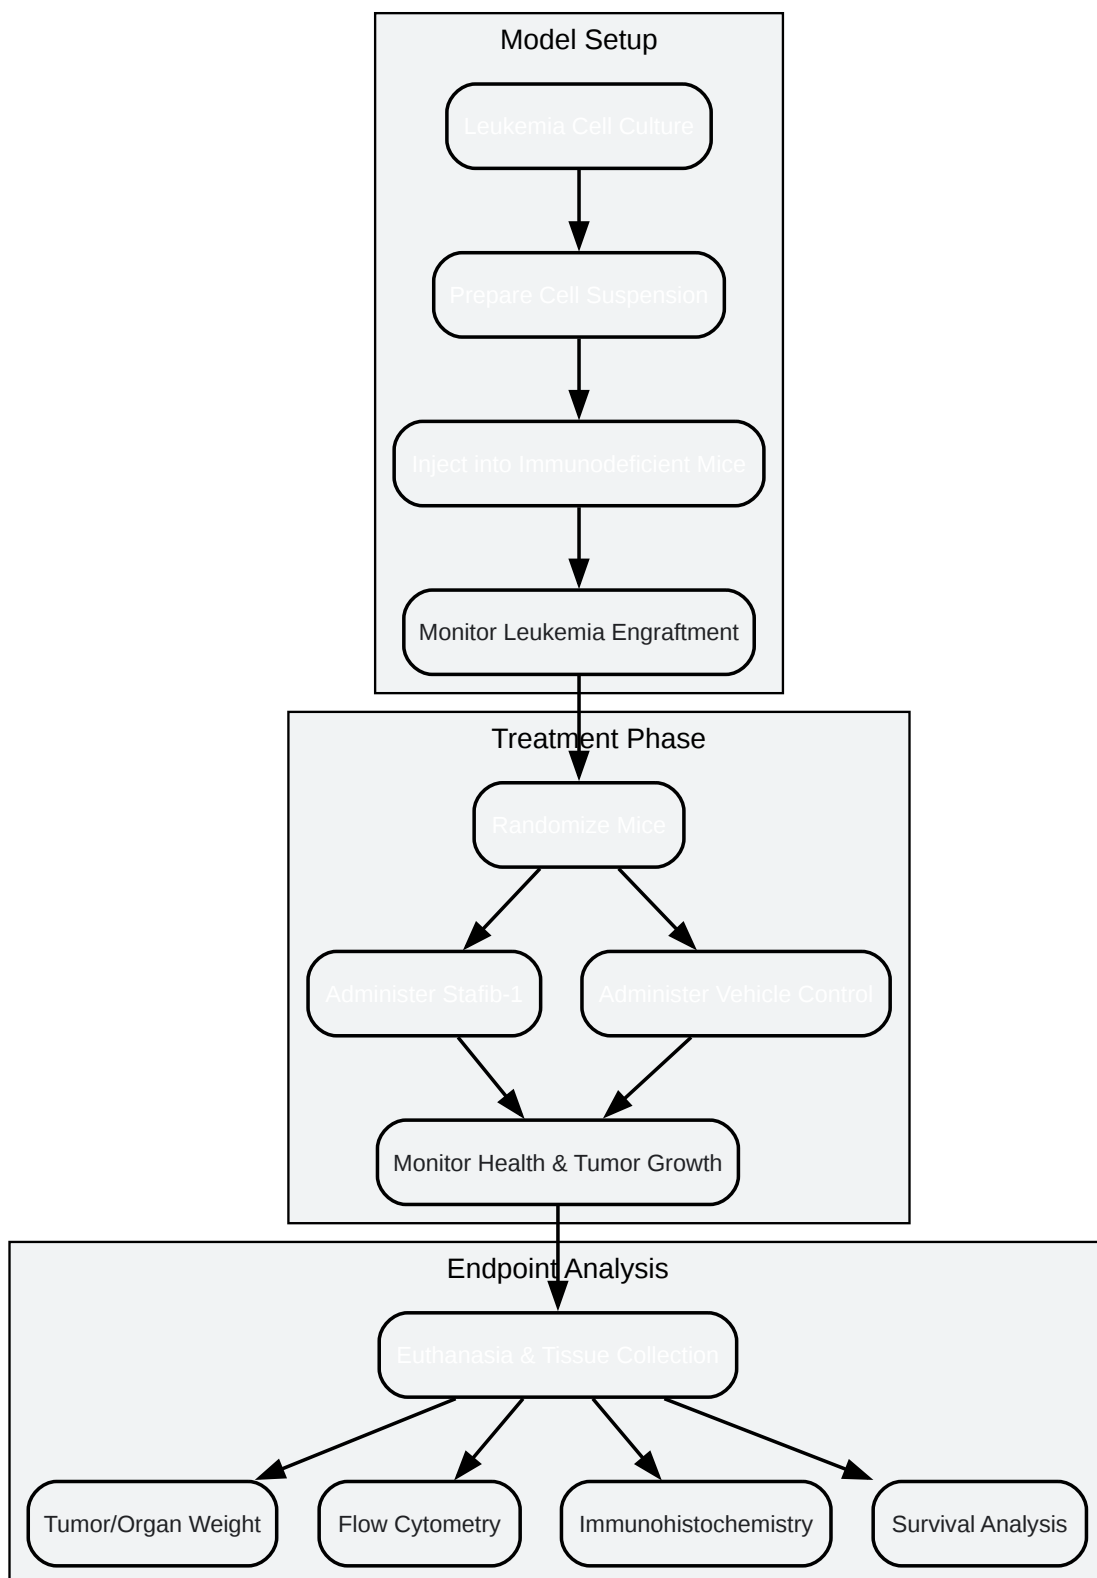 Model Setup
Leukemia Cell Culture
Prepare Cell Suspension
Inject into Immunodeficient Mice
Monitor Leukemia Engraftment
Treatment Phase
Randomize Mice
Administer Stafib-1
Administer Vehicle Control
Monitor Health & Tumor Growth
Endpoint Analysis
Euthanasia & Tissue Collection
Tumor/Organ Weight
Flow Cytometry
Immunohistochemistry
Survival Analysis